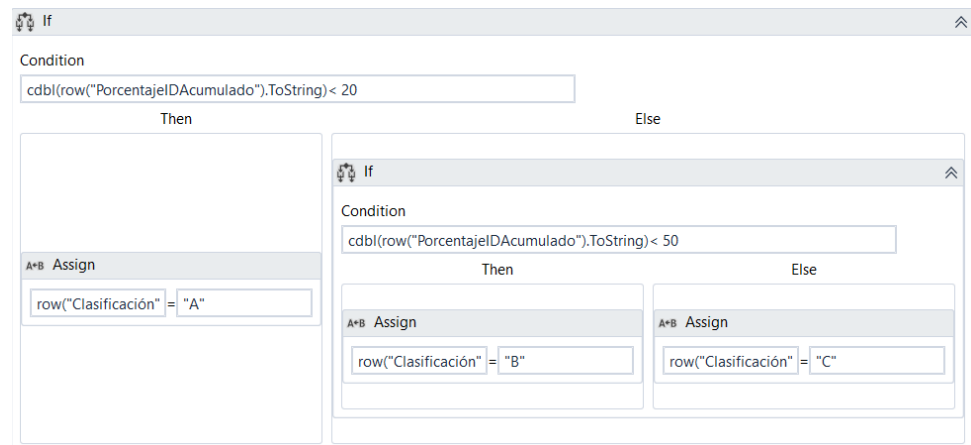 If
Condition
cdbl(row("PorcentajeIDAcumulado").ToString)< 20
Then
Else
If
Condition
cdbl(row("PorcentajeIDAcumulado").ToString)< 50
Then
Else
A+B Assign
row("Clasificación" = "A"
A+B Assign
row("Clasificación" = "B"
A+B Assign
row("Clasificación" = "C"